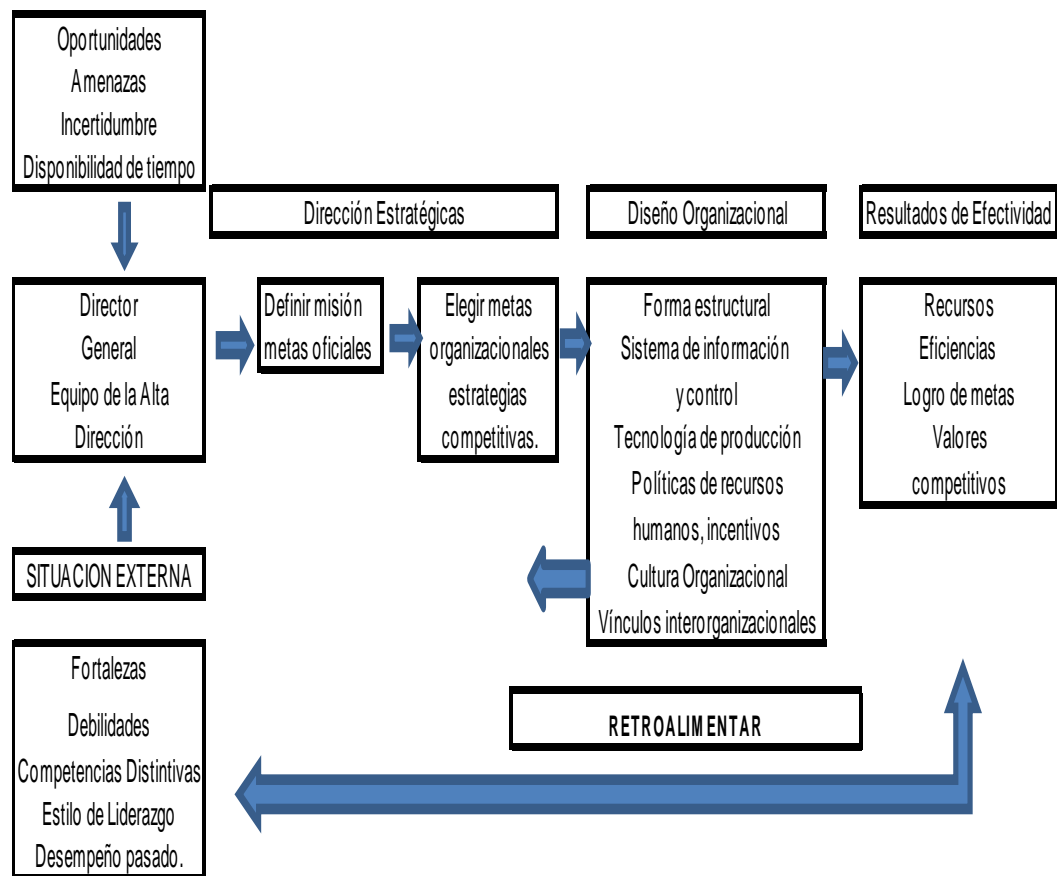 Oportunidades
Amenazas
Incertidumbre
Disponibilidad de tiempo
Dirección Estratégicas
Diseño Organizacional
Resultados de Efectividad
Director
General
Equipo de la Alta
Dirección
Definir misión
metas oficiales
Elegir metas
organizacionales
estrategias
competitivas.
Forma estructural
Sistema de información
y control
Tecnología de producción
Políticas de recursos
humanos, incentivos
Cultura Organizacional
Vínculos interorganizacionales
Recursos
Eficiencias
Logro de metas
Valores
competitivos
SITUACION EXTERNA
Fortalezas
Debilidades
Competencias Distintivas
Estilo de Liderazgo
Desempeño pasado.
RETROALIMENTAR